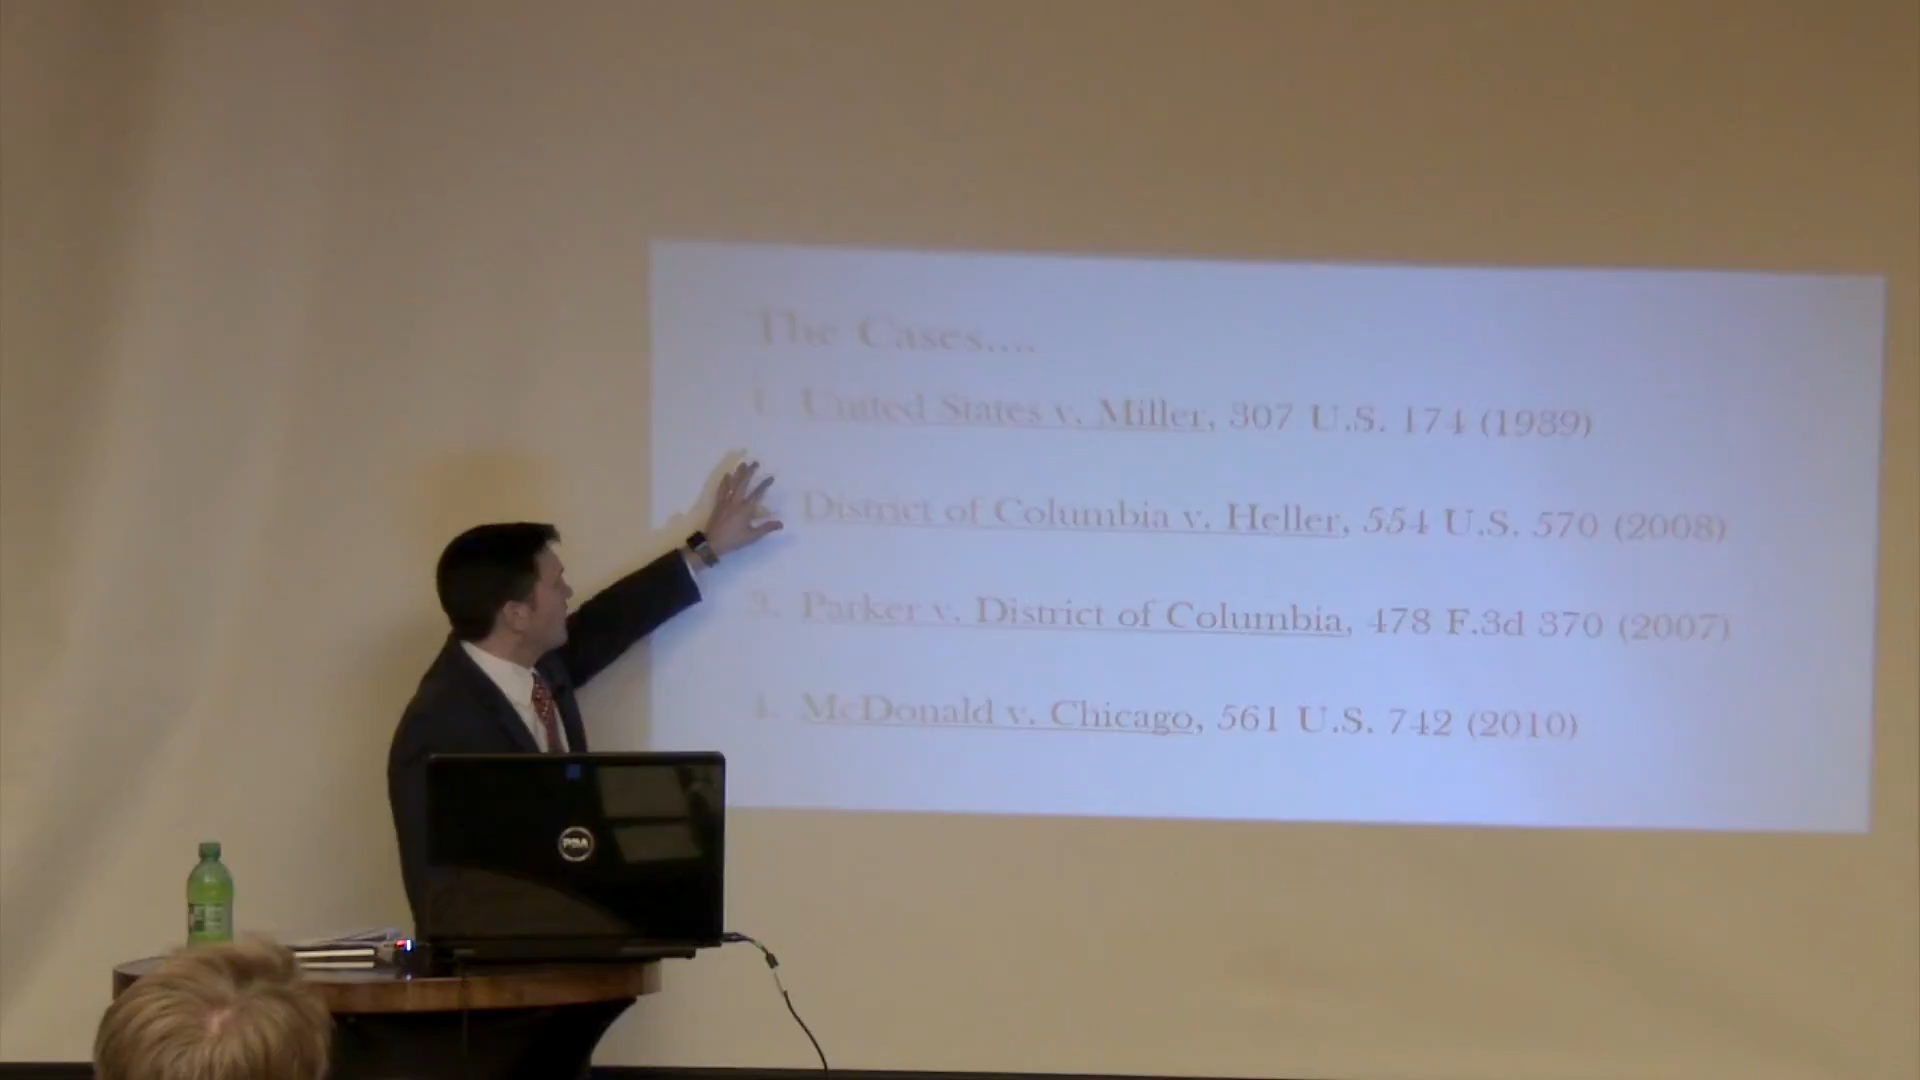 The Cases....
1. United States v. Miller, 307 U.S. 174 (1939)
District of Columbia v. Heller, 554 U.S. 570 (2008)
3. Parker v. District of Columbia, 478 F.3d 370 (2007)
4. McDonald v. Chicago, 561 U.S. 742 (2010)